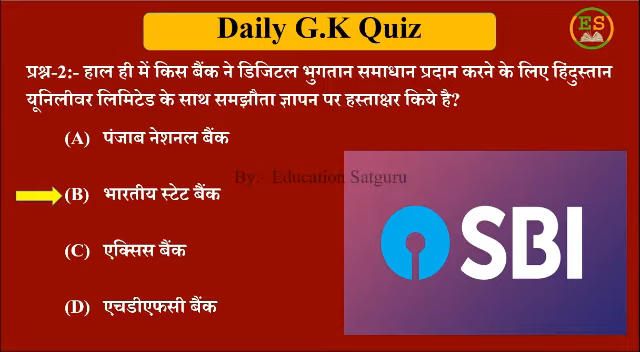 Daily G.K Quiz
ES
प्रश्न-2:- हाल ही में किस बैंक ने डिजिटल भुगतान समाधान प्रदान करने के लिए हिंदुस्तान
यूनिलीवर लिमिटेड के साथ समझौता ज्ञापन पर हस्ताक्षर किये है?
(A) पंजाब नेशनल बैंक
By:- Education Satguru
(B) भारतीय स्टेट बैंक
(C) एक्सिस बैंक
(D) एचडीएफसी बैंक
SBI